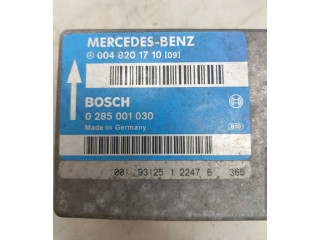 MERCEDES-BENZ
004 820 17 10 [09]
BOSCH
0 285 001 030
Made in Germany
B10
001 93125 1 2247 6 365